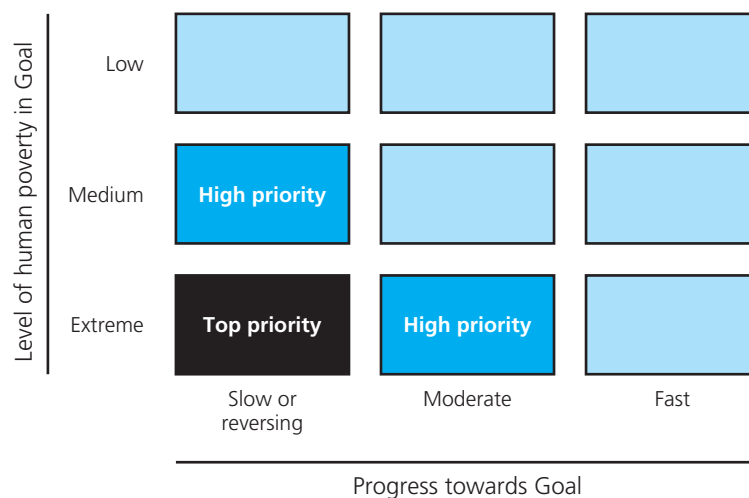 Level of human poverty in Goal
Low
Medium
High priority
Extreme
Top priority
High priority
Slow or
reversing
Moderate
Fast
Progress towards Goal